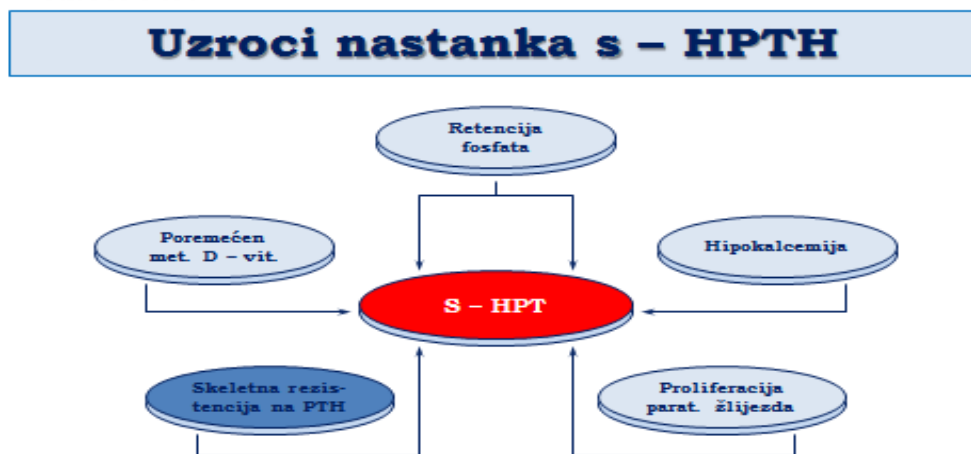 Uzroci nastanka s – HPTH
Retencija
fosfata
Poremećen
met. D – vit.
Hipokalcemija
S – HPT
Skeletna rezis-
tencija na PTH
Proliferacija
parat. žlijezda